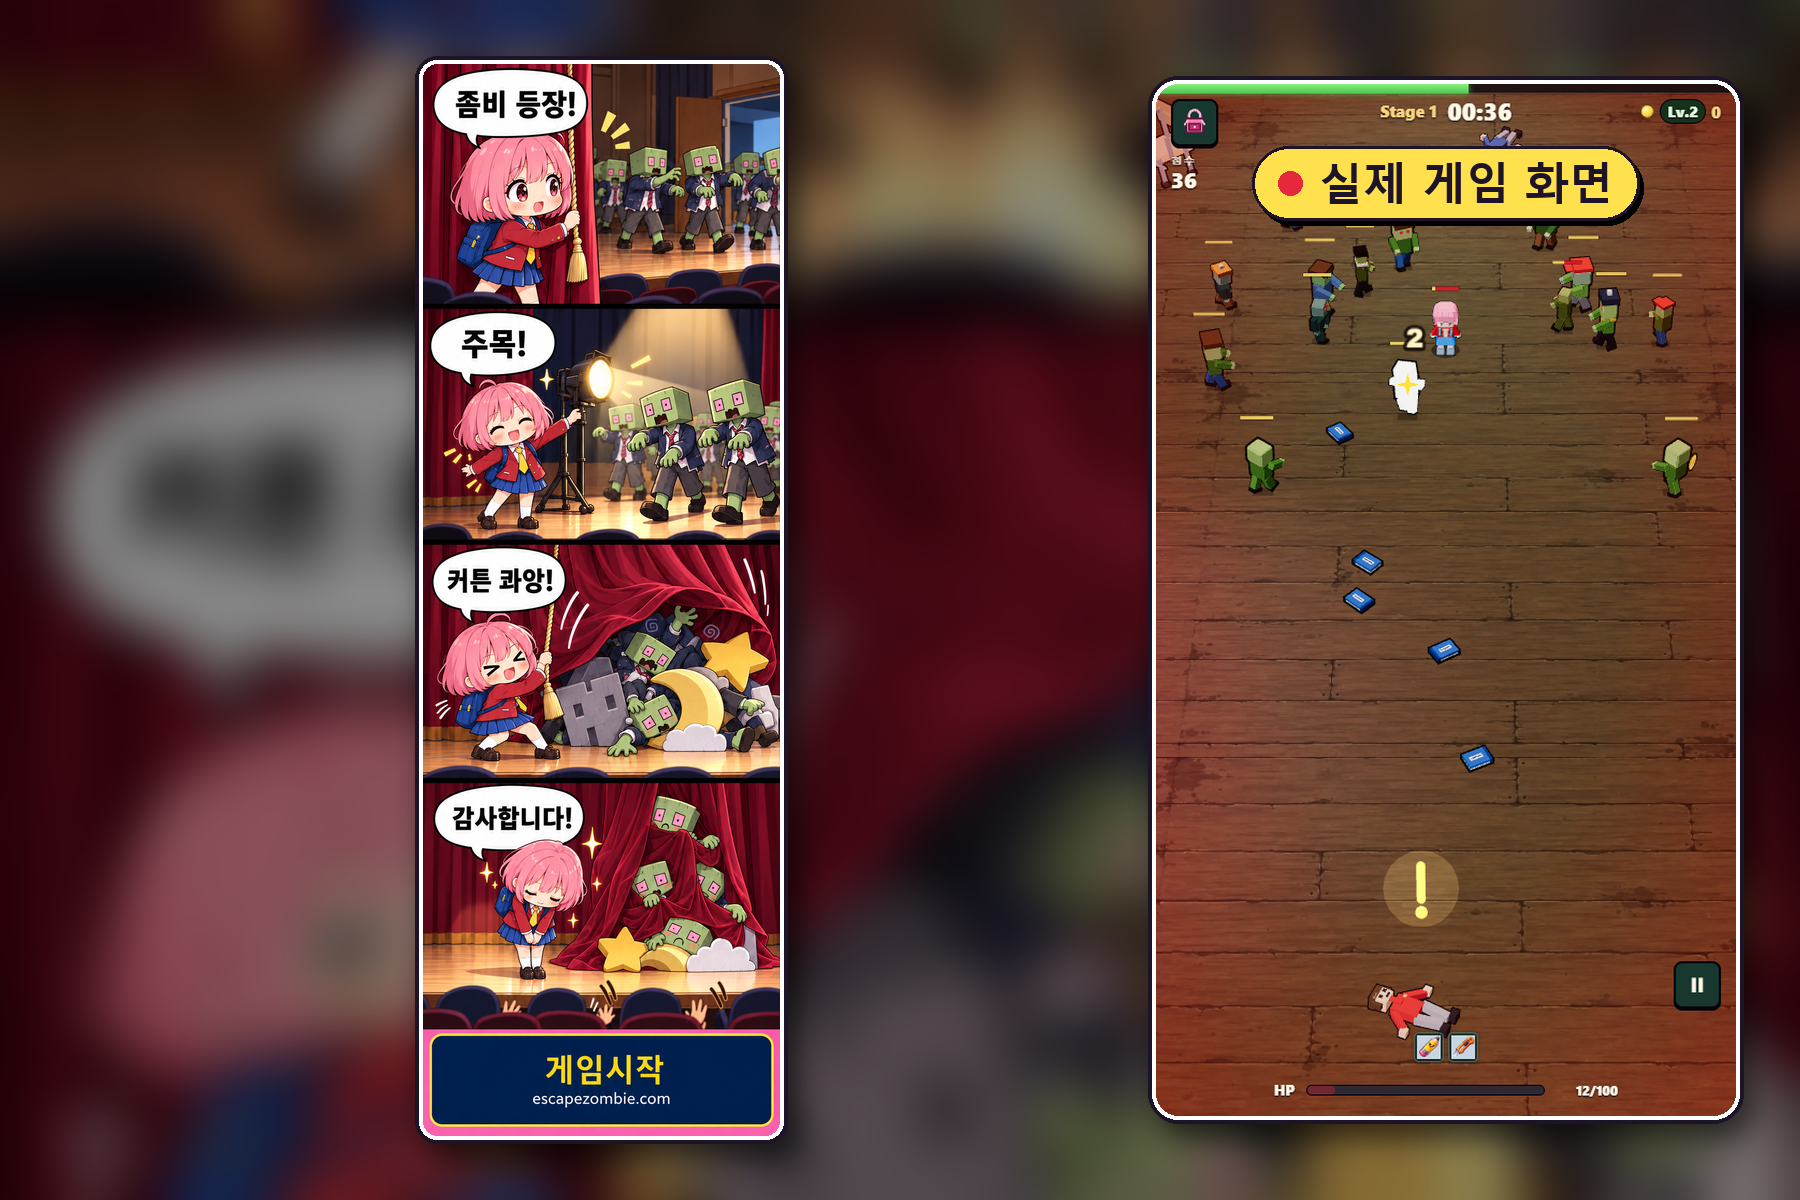 좀비 등장!
주목!
커튼 콰앙!
감사합니다!
게임시작
escapezombie.com
Stage 1 00:36
Lv.2 0
점수
36
실제 게임 화면
2
!
HP 12/100